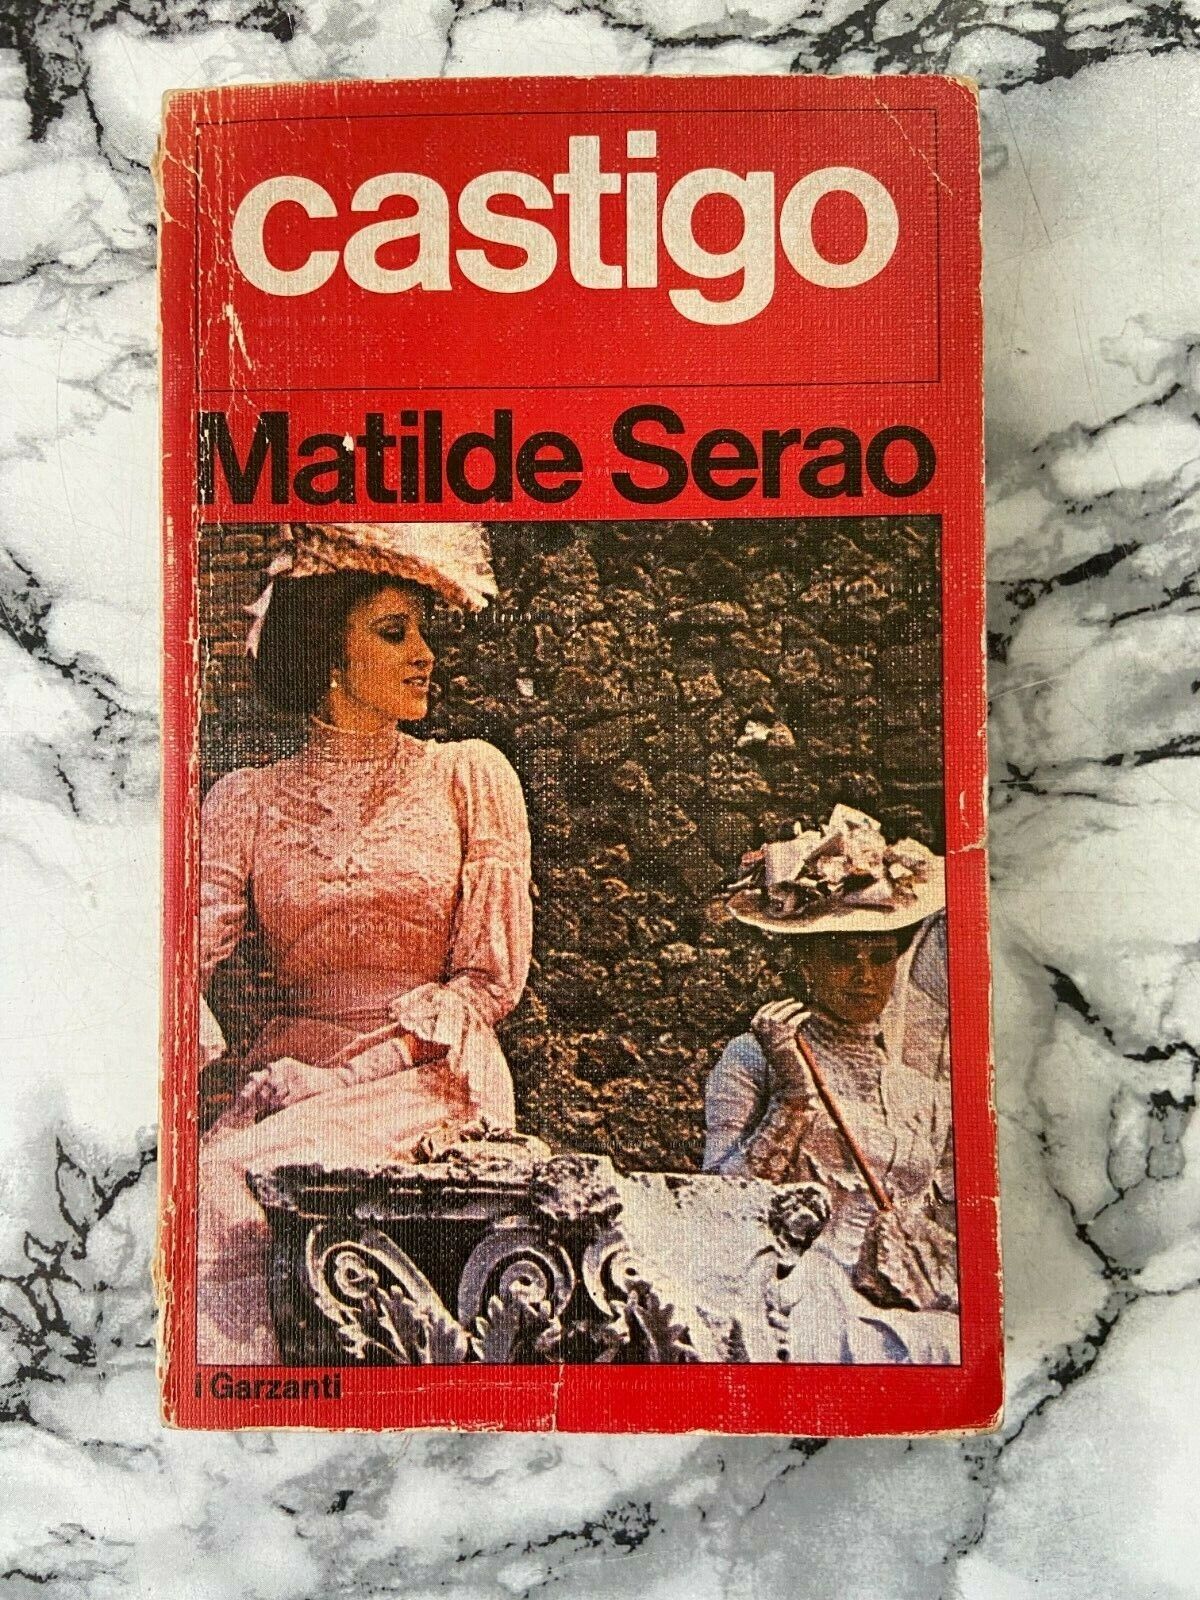 castigo
Matilde Serao
i Garzanti